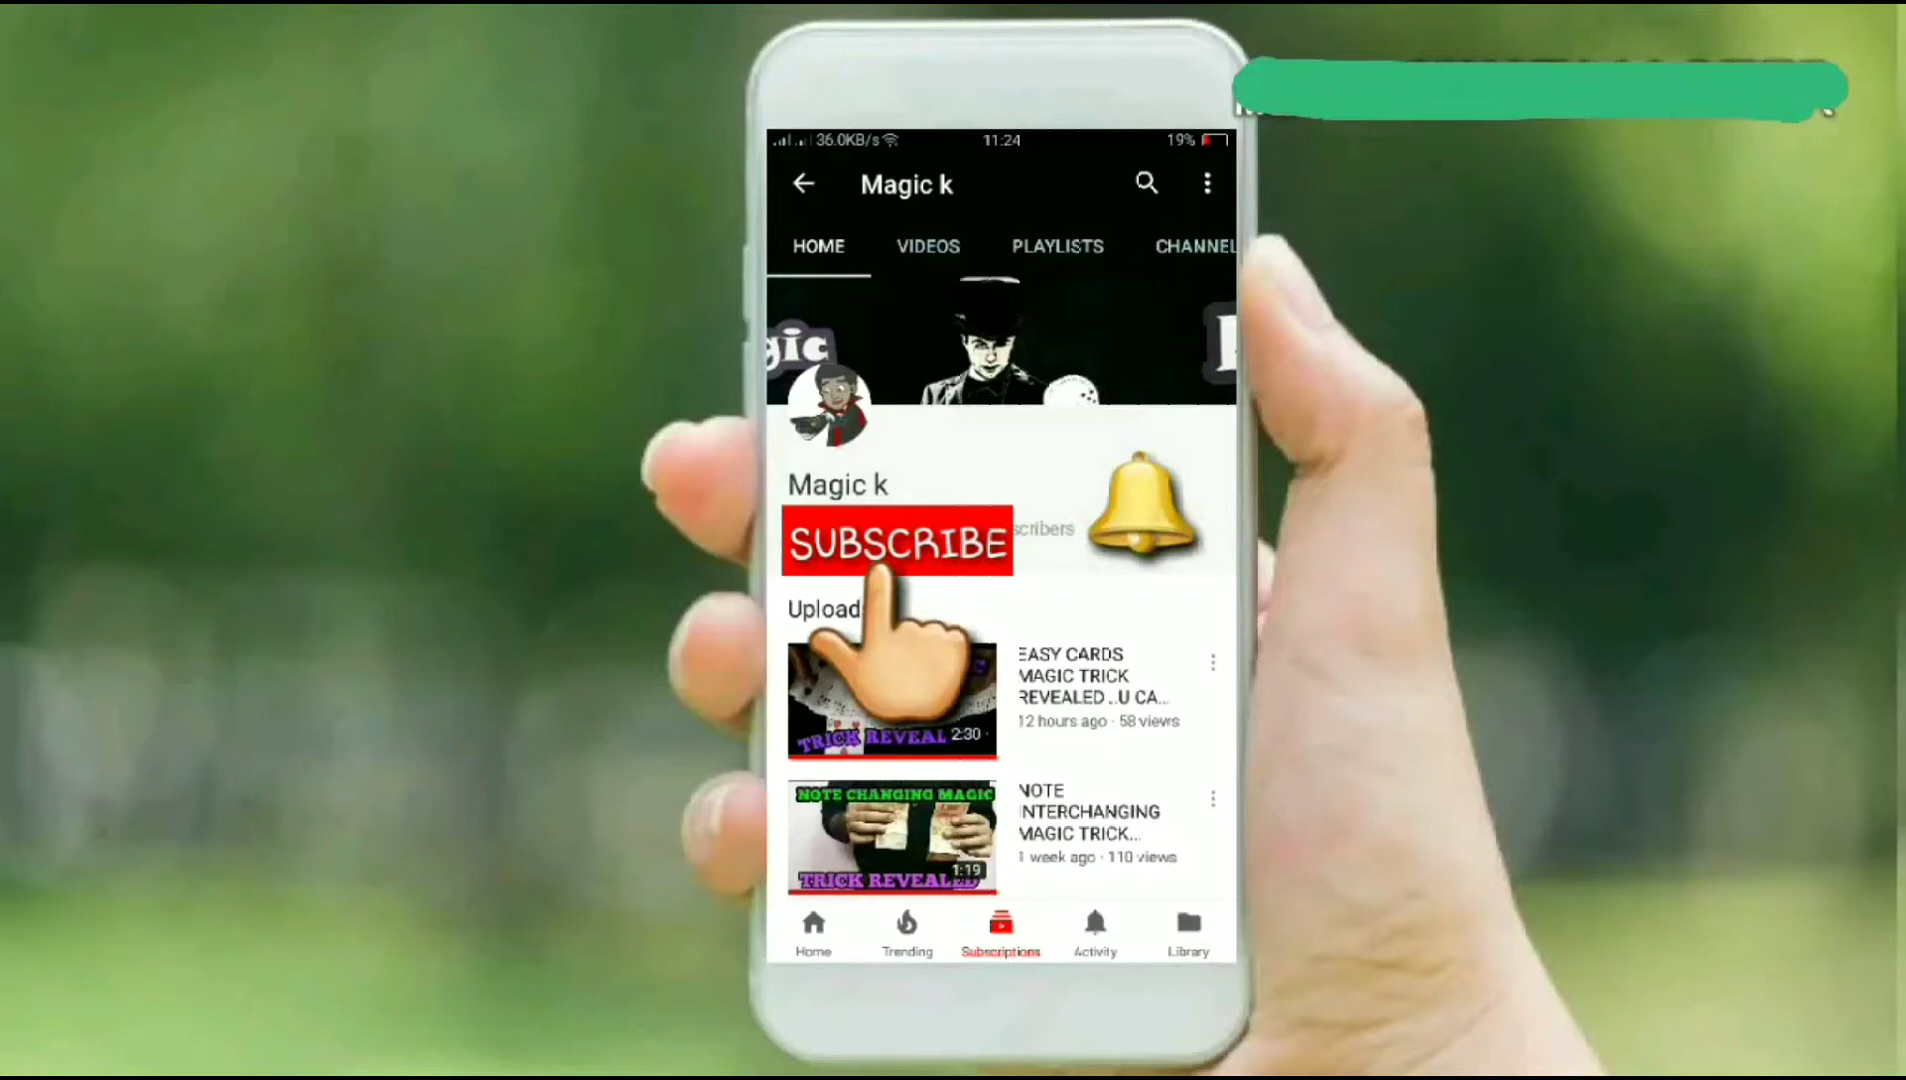 36.0KB/s
11:24
19%
Magic k
HOME
VIDEOS
PLAYLISTS
CHANNEL
gic
Magic k
SUBSCRIBE
scribers
Upload
EASY CARDS
MAGIC TRICK
REVEALED ..U CA...
12 hours ago · 58 views
TRICK REVEAL
2:30
NOTE CHANGING MAGIC
NOTE
INTERCHANGING
MAGIC TRICK...
1 week ago · 110 views
1:19
TRICK REVEALED
Home
Trending
Subscriptions
Activity
Library